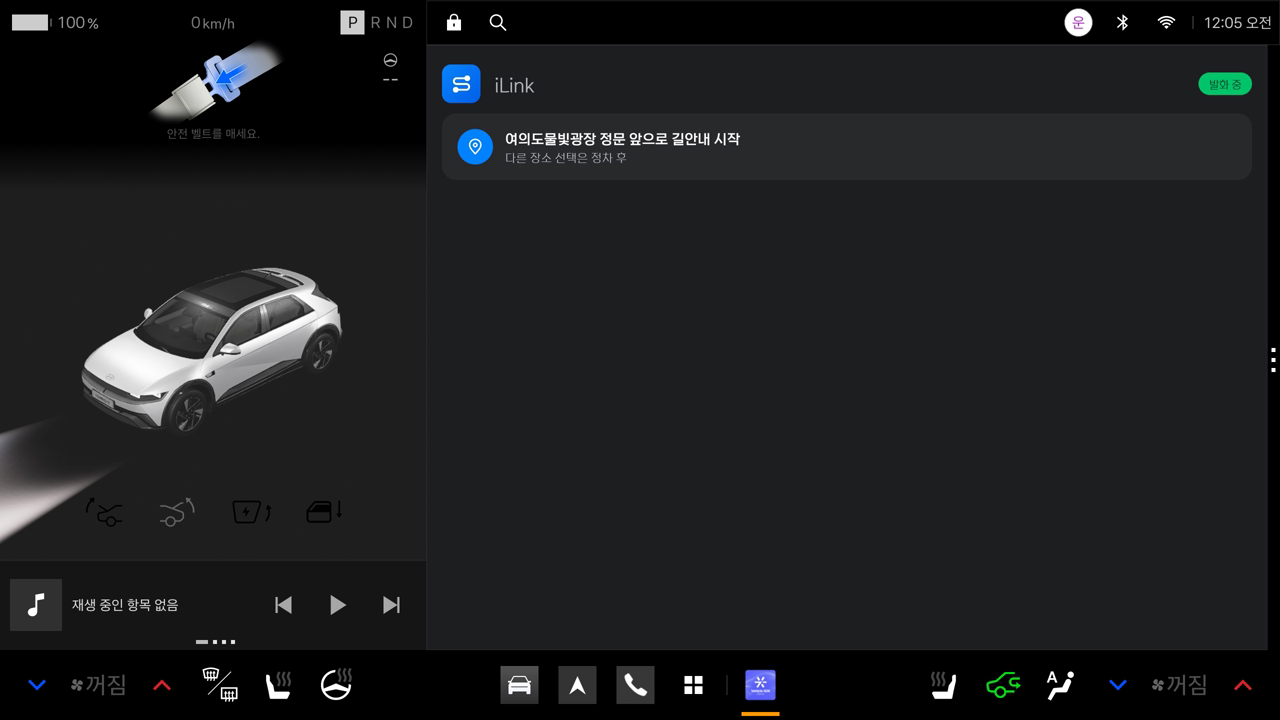 100 %
0 km/h
P R N D
운
12:05 오전
안전 벨트를 매세요.
--
iLink
발화 중
여의도물빛광장 정문 앞으로 길안내 시작
다른 장소 선택은 정차 후
재생 중인 항목 없음
꺼짐
A
꺼짐